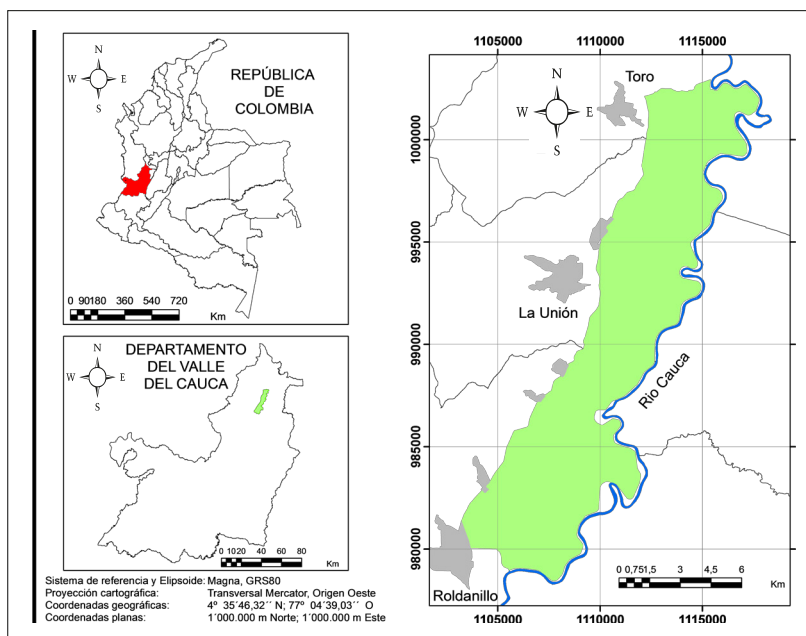 N
W E
S
REPÚBLICA
DE
COLOMBIA
0 90180 360 540 720
Km
N
W E
S
DEPARTAMENTO
DEL VALLE
DEL CAUCA
0 1020 40 60 80
Km
Sistema de referencia y Elipsoide: Magna, GRS80
Proyección cartográfica: Transversal Mercator, Origen Oeste
Coordenadas geográficas: 4º 35´46,32´´ N; 77º 04´39,03´´ O
Coordenadas planas: 1´000.000 m Norte; 1´000.000 m Este
1105000 1110000 1115000
1000000
995000
990000
985000
980000
N
W E
S
Toro
La Unión
Rio Cauca
Roldanillo
0 0,751,5 3 4,5 6
Km
1105000 1110000 1115000